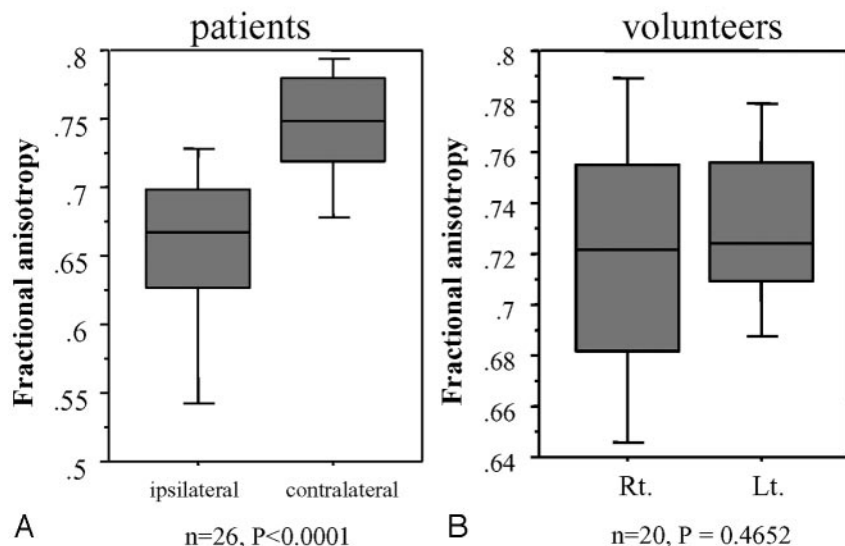 patients
Fractional anisotropy
.8
.75
.7
.65
.6
.55
.5
ipsilateral contralateral
A n=26, P<0.0001
volunteers
Fractional anisotropy
.8
.78
.76
.74
.72
.7
.68
.66
.64
Rt. Lt.
B n=20, P = 0.4652